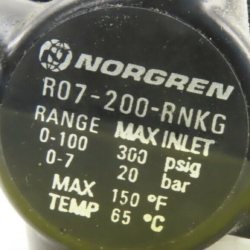 NORGREN
R07-200-RNKG
RANGE MAX INLET
0-100 300 psig
0-7 20 bar
MAX 150 °F
TEMP 65 °C